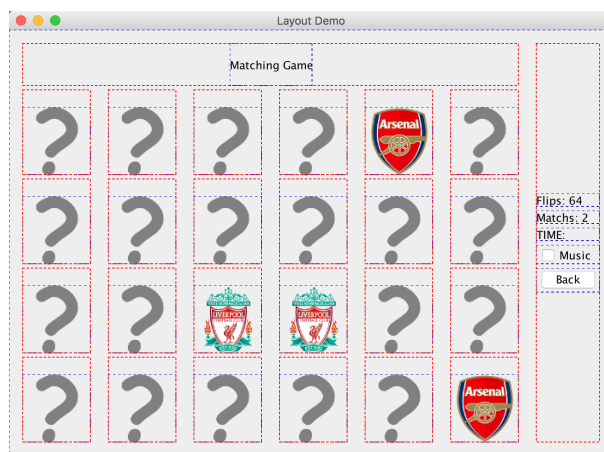 Layout Demo
Matching Game
Arsenal
Flips: 64
Matchs: 2
TIME:
Music
Back
LIVERPOOL
LIVERPOOL
Arsenal